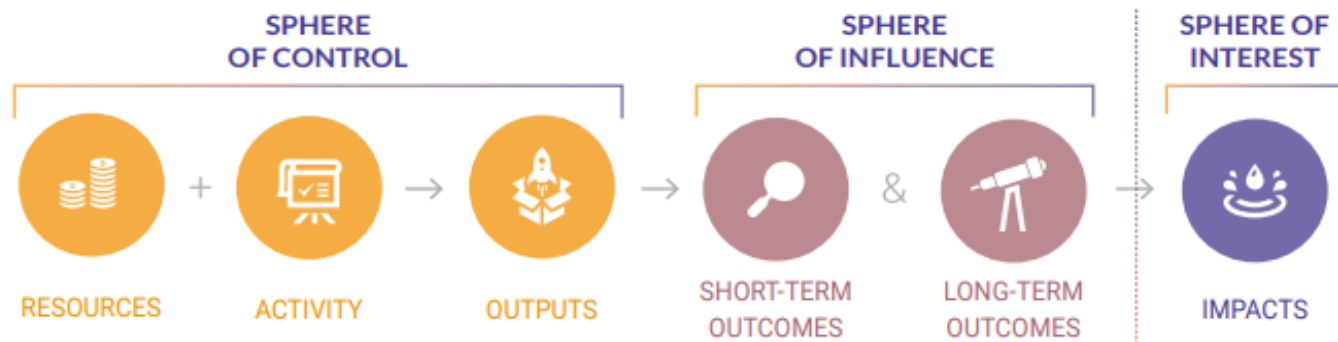 SPHERE
OF CONTROL
SPHERE
OF INFLUENCE
SPHERE OF
INTEREST
+
&
RESOURCES
ACTIVITY
OUTPUTS
SHORT-TERM
OUTCOMES
LONG-TERM
OUTCOMES
IMPACTS